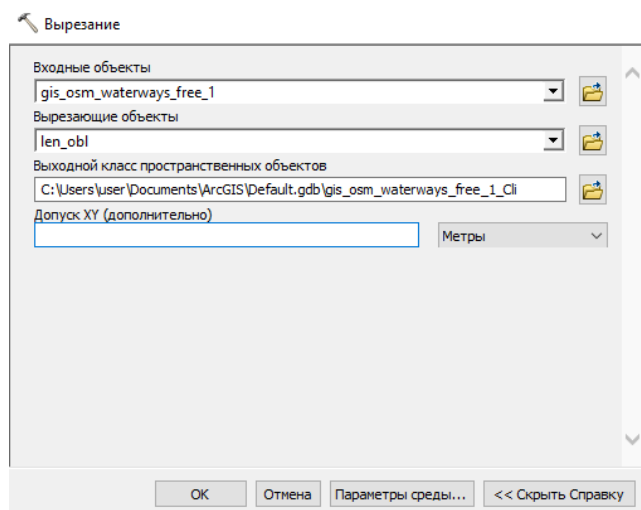 Вырезание
Входные объекты
gis_osm_waterways_free_1
Вырезающие объекты
len_obl
Выходной класс пространственных объектов
C:\Users\user\Documents\ArcGIS\Default.gdb\gis_osm_waterways_free_1_Cli
Допуск XY (дополнительно)
Метры
OK Отмена Параметры среды... << Скрыть Справку